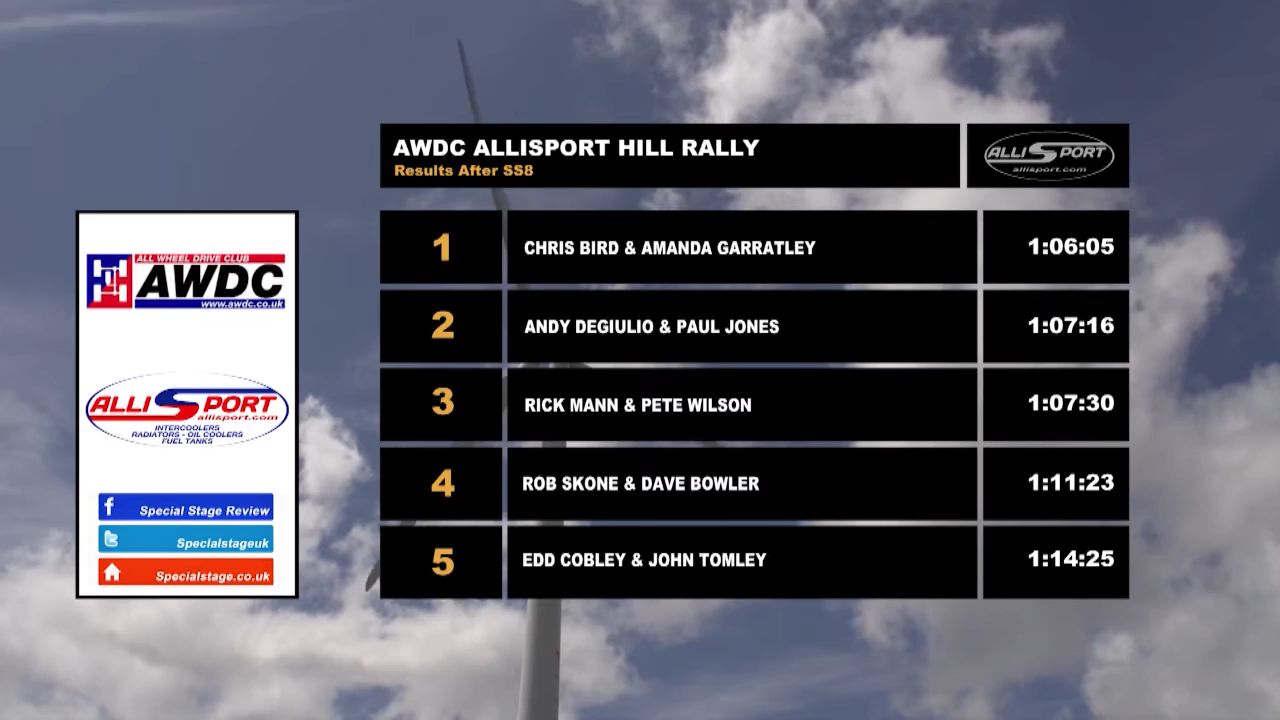 AWDC ALLISPORT HILL RALLY
Results After SS8
ALLISPORT
allisport.com
ALL WHEEL DRIVE CLUB
AWDC
www.awdc.co.uk
ALLISPORT
allisport.com
INTERCOOLERS
RADIATORS - OIL COOLERS
FUEL TANKS
Special Stage Review
Specialstageuk
Specialstage.co.uk
1 CHRIS BIRD & AMANDA GARRATLEY 1:06:05
2 ANDY DEGIULIO & PAUL JONES 1:07:16
3 RICK MANN & PETE WILSON 1:07:30
4 ROB SKONE & DAVE BOWLER 1:11:23
5 EDD COBLEY & JOHN TOMLEY 1:14:25